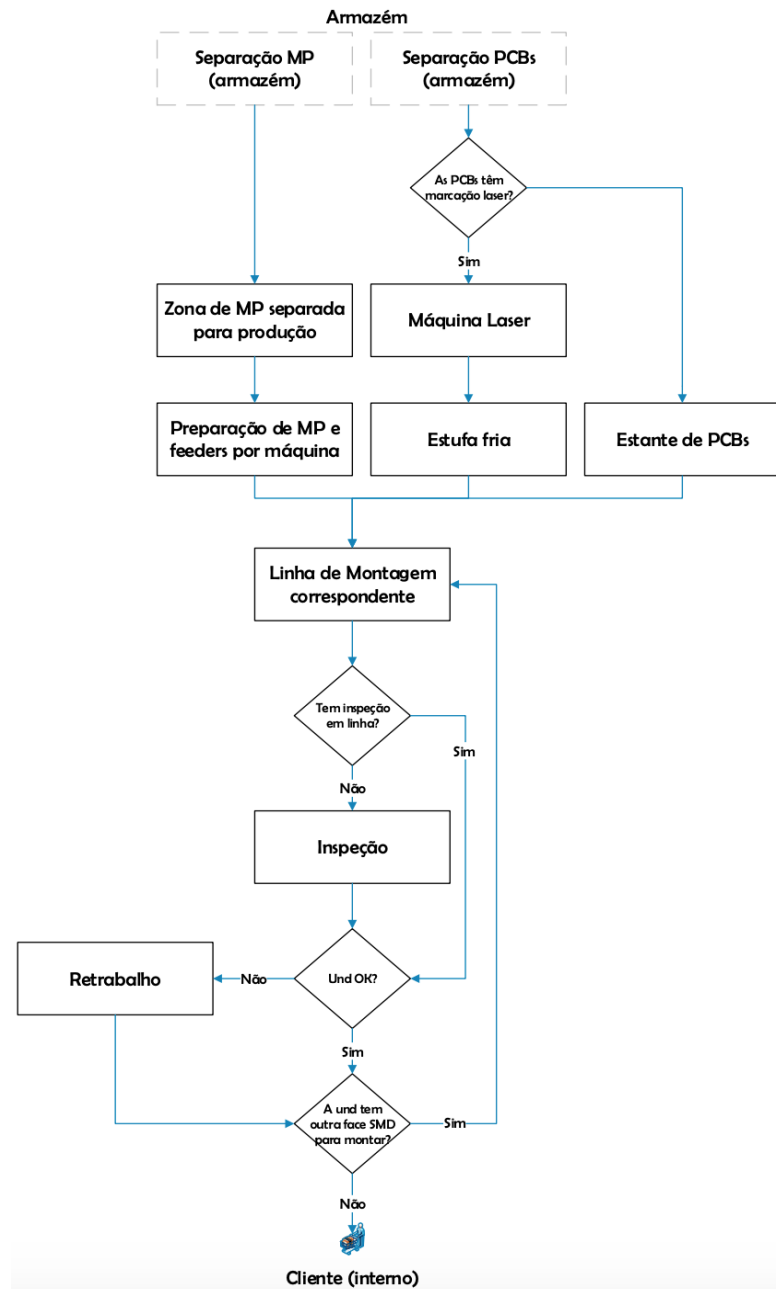 Armazém
Separação MP
(armazém)
Separação PCBs
(armazém)
As PCBs têm
marcação laser?
Sim
Zona de MP separada
para produção
Máquina Laser
Preparação de MP e
feeders por máquina
Estufa fria
Estante de PCBs
Linha de Montagem
correspondente
Tem inspeção
em linha?
Sim
Não
Inspeção
Retrabalho
Não
Und OK?
Sim
A und tem
outra face SMD
para montar?
Sim
Não
Cliente (interno)